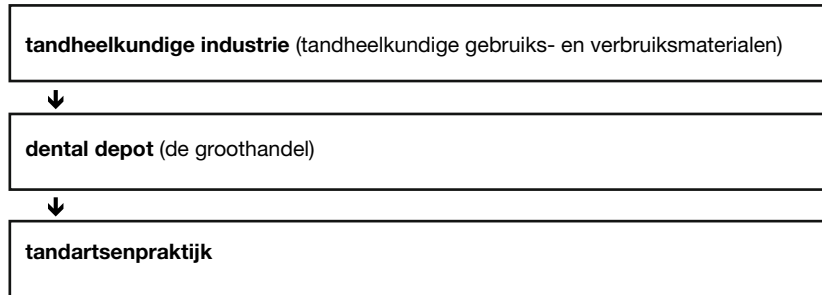 tandheelkundige industrie (tandheelkundige gebruiks- en verbruiksmaterialen)
dental depot (de groothandel)
tandartsenpraktijk